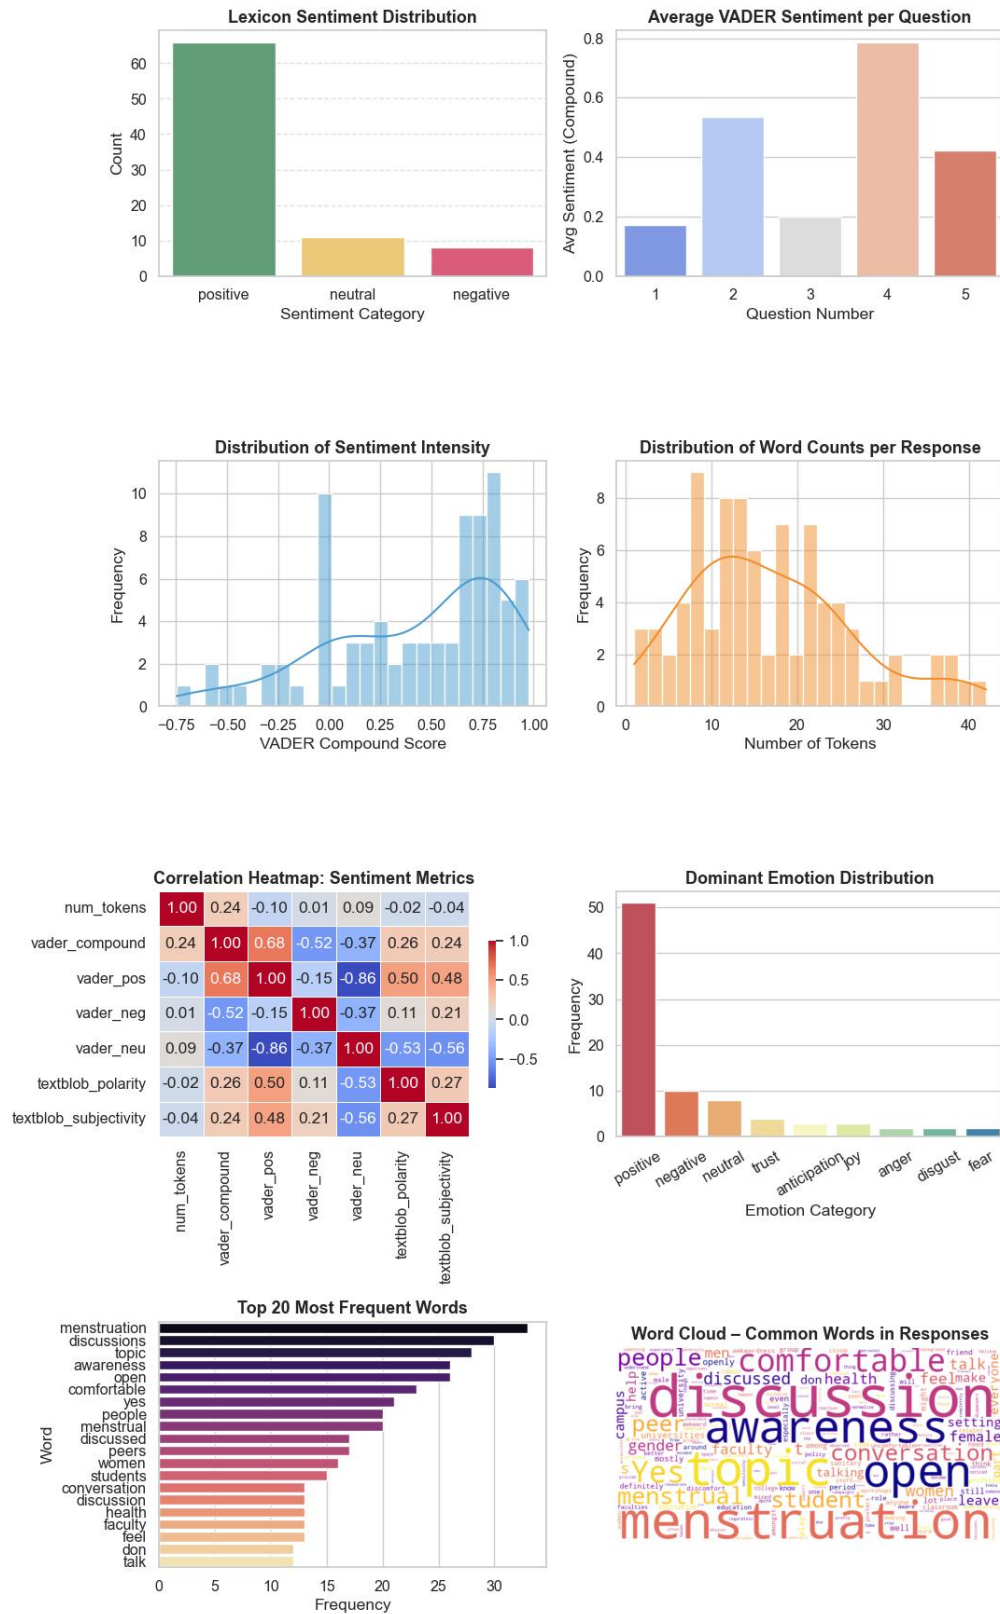 Lexicon Sentiment Distribution
Count
60
50
40
30
20
10
0
positive neutral negative
Sentiment Category
Average VADER Sentiment per Question
Avg Sentiment (Compound)
0.8
0.6
0.4
0.2
0.0
1 2 3 4 5
Question Number
Distribution of Sentiment Intensity
Frequency
10
8
6
4
2
0
−0.75 −0.50 −0.25 0.00 0.25 0.50 0.75 1.00
VADER Compound Score
Distribution of Word Counts per Response
Frequency
8
6
4
2
0
0 10 20 30 40
Number of Tokens
Correlation Heatmap: Sentiment Metrics
num_tokens 1.00 0.24 -0.10 0.01 0.09 -0.02 -0.04
vader_compound 0.24 1.00 0.68 -0.52 -0.37 0.26 0.24
vader_pos -0.10 0.68 1.00 -0.15 -0.86 0.50 0.48
vader_neg 0.01 -0.52 -0.15 1.00 -0.37 0.11 0.21
vader_neu 0.09 -0.37 -0.86 -0.37 1.00 -0.53 -0.56
textblob_polarity -0.02 0.26 0.50 0.11 -0.53 1.00 0.27
textblob_subjectivity -0.04 0.24 0.48 0.21 -0.56 0.27 1.00
num_tokens
vader_compound
vader_pos
vader_neg
vader_neu
textblob_polarity
textblob_subjectivity
1.0
0.5
0.0
−0.5
Dominant Emotion Distribution
Frequency
50
40
30
20
10
0
positive negative neutral trust anticipation joy anger disgust fear
Emotion Category
Top 20 Most Frequent Words
Word
menstruation
discussions
topic
awareness
open
comfortable
yes
people
menstrual
discussed
peers
women
students
conversation
discussion
health
faculty
feel
don
talk
0 5 10 15 20 25 30
Frequency
Word Cloud – Common Words in Responses
people men comfortable friend talk
openly
discussed don health feel make
campus help active university discussion everyone
peer awareness setting
universities female
gender faculty conversation
mostly
s Yes topic talking open part
definitely think
menstrual student women still
leave
menstruation well